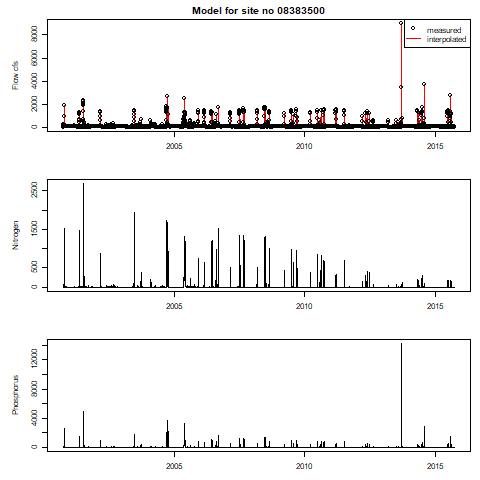 Model for site no 08383500
measured
interpolated
Flow cfs
0 2000 4000 6000 8000
2005 2010 2015
Nitrogen
0 500 1500 2500
2005 2010 2015
Phosphorus
0 4000 8000 12000
2005 2010 2015